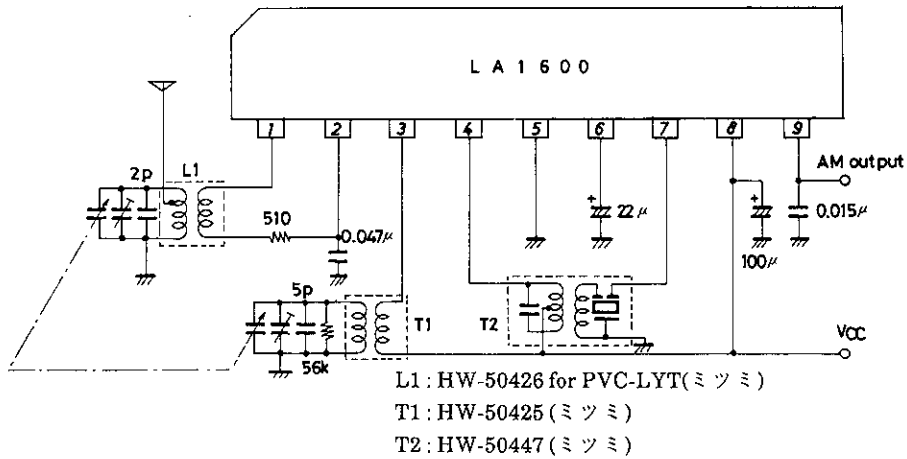 LA1600
1 2 3 4 5 6 7 8 9
AM output
2p
L1
510
0.047μ
22μ
0.015μ
100μ
5p
T1
T2
56k
VCC
L1 : HW-50426 for PVC-LYT(ミツミ)
T1 : HW-50425 (ミツミ)
T2 : HW-50447 (ミツミ)